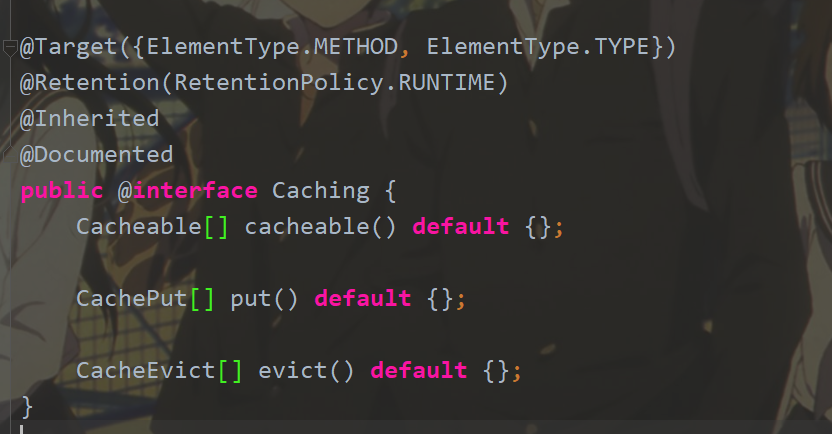 @Target({ElementType.METHOD, ElementType.TYPE})
@Retention(RetentionPolicy.RUNTIME)
@Inherited
@Documented
public @interface Caching {
    Cacheable[] cacheable() default {};
    CachePut[] put() default {};
    CacheEvict[] evict() default {};
}